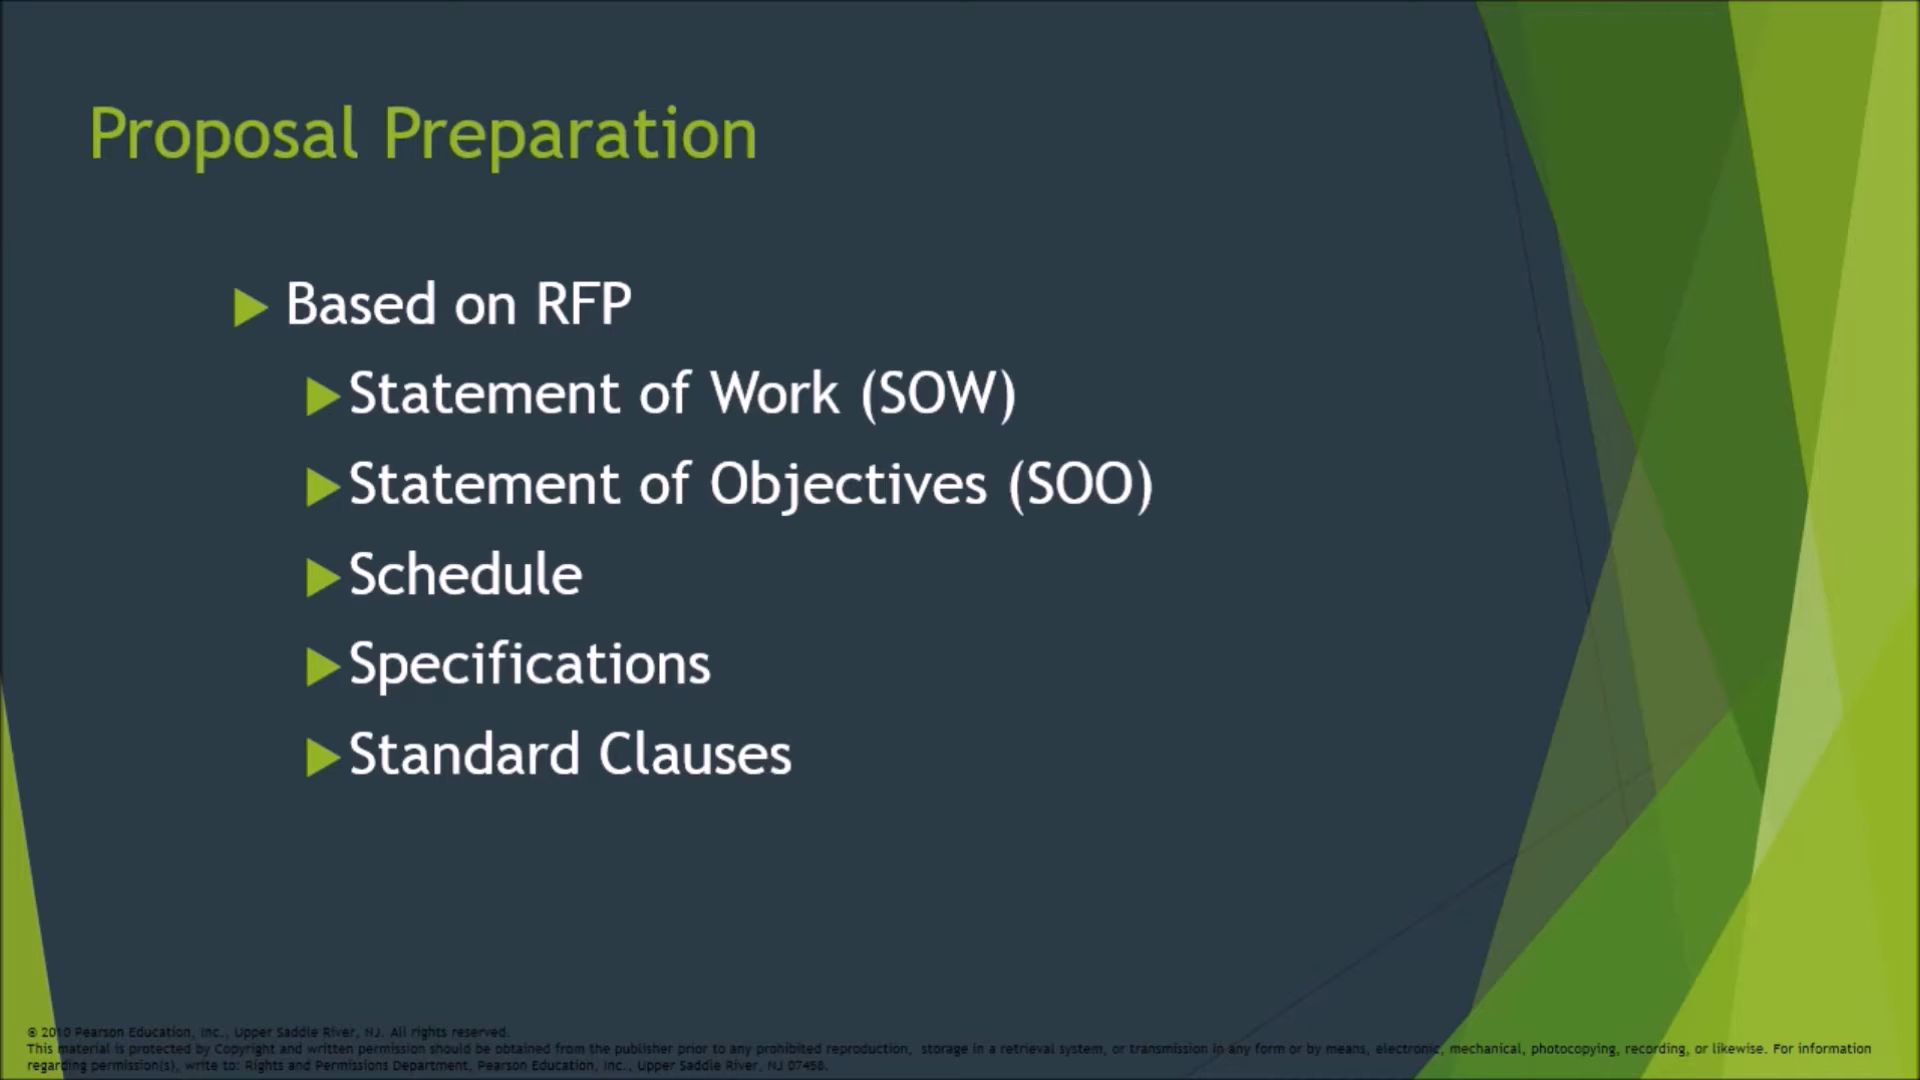 Proposal Preparation
Based on RFP
Statement of Work (SOW)
Statement of Objectives (SOO)
Schedule
Specifications
Standard Clauses
© 2010 Pearson Education, Inc., Upper Saddle River, NJ. All rights reserved.
This material is protected by Copyright and written permission should be obtained from the publisher prior to any prohibited reproduction, storage in a retrieval system, or transmission in any form or by means, electronic, mechanical, photocopying, recording, or likewise. For information
regarding permission(s), write to: Rights and Permissions Department, Pearson Education, Inc., Upper Saddle River, NJ 07458.